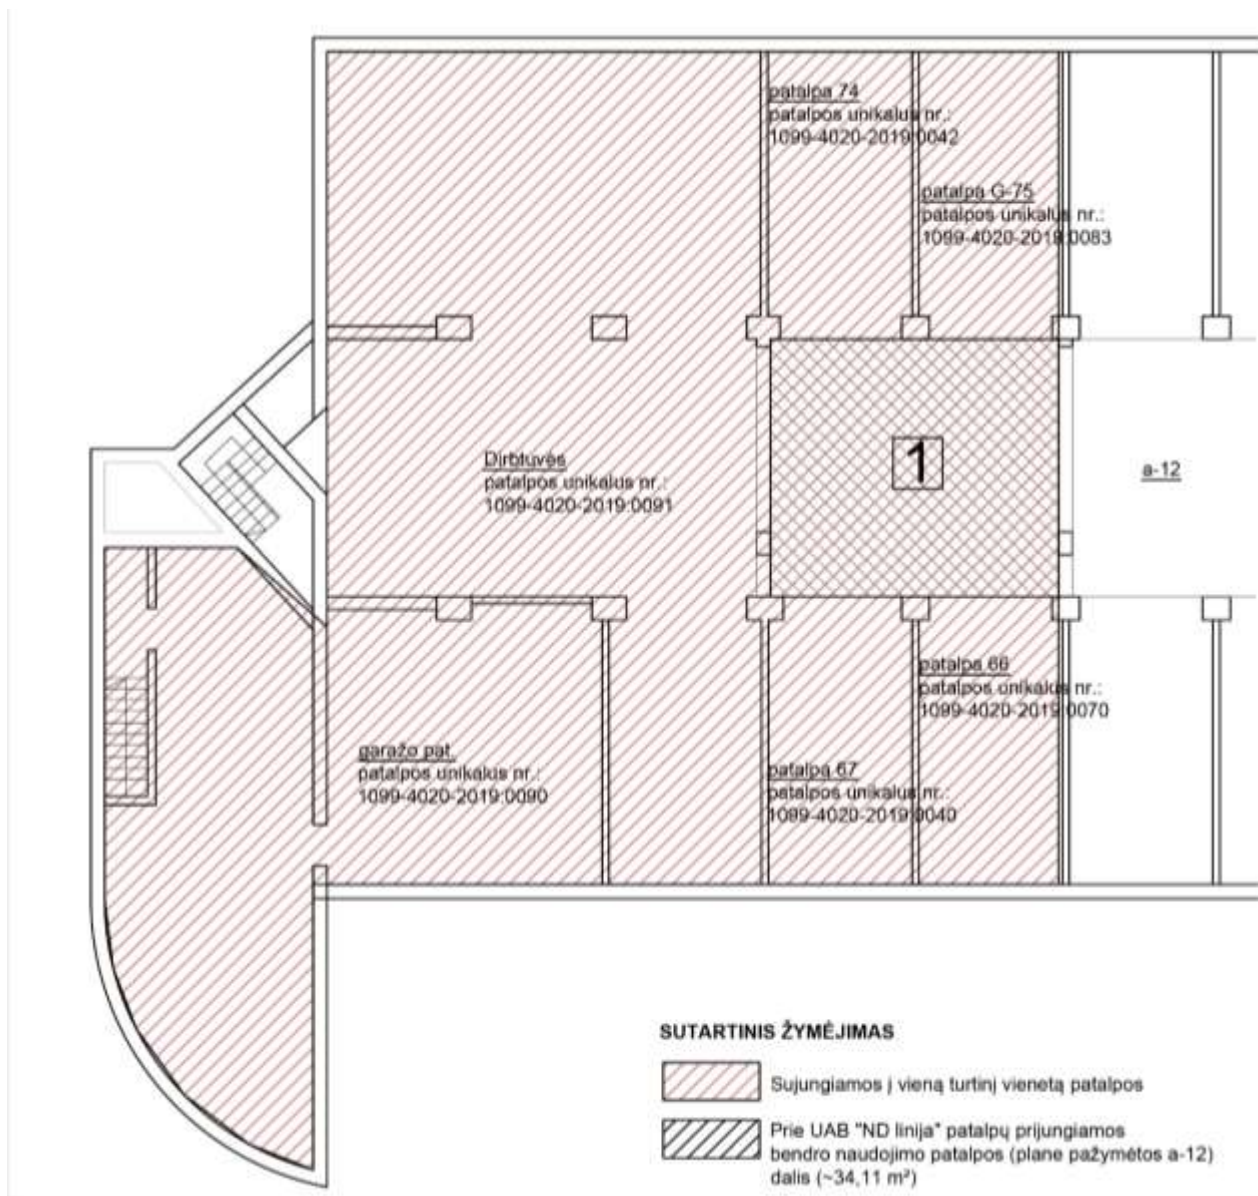 patalpa 74
patalpos unikalus nr.:
1099-4020-2019:0042
patalpa G-75
patalpos unikalus nr.:
1099-4020-2019:0083
1
a-12
Dirbtuvės
patalpos unikalus nr.:
1099-4020-2019:0091
patalpa 66
patalpos unikalus nr.:
1099-4020-2019:0070
garažo pat.
patalpos unikalus nr.:
1099-4020-2019:0090
patalpa 67
patalpos unikalus nr.:
1099-4020-2019:0040
SUTARTINIS ŽYMĖJIMAS
Sujungiamos į vieną turtinį vienetą patalpos
Prie UAB "ND linija" patalpų prijungiamos
bendro naudojimo patalpos (plane pažymėtos a-12)
dalis (~34,11 m²)